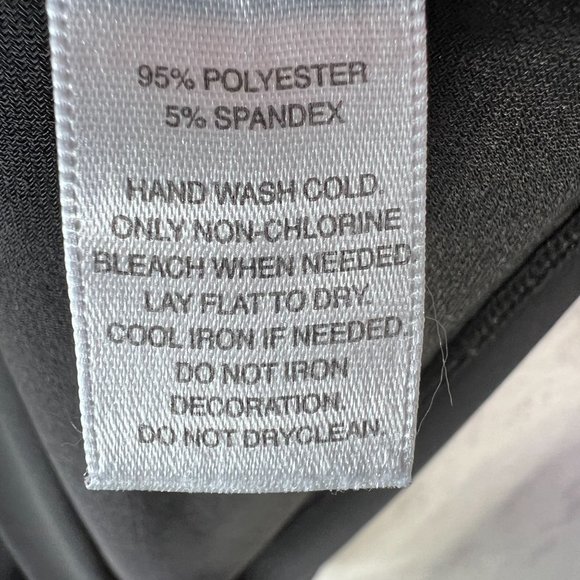 95% POLYESTER
5% SPANDEX
HAND WASH COLD.
ONLY NON-CHLORINE
BLEACH WHEN NEEDED.
LAY FLAT TO DRY.
COOL IRON IF NEEDED.
DO NOT IRON
DECORATION.
DO NOT DRYCLEAN.